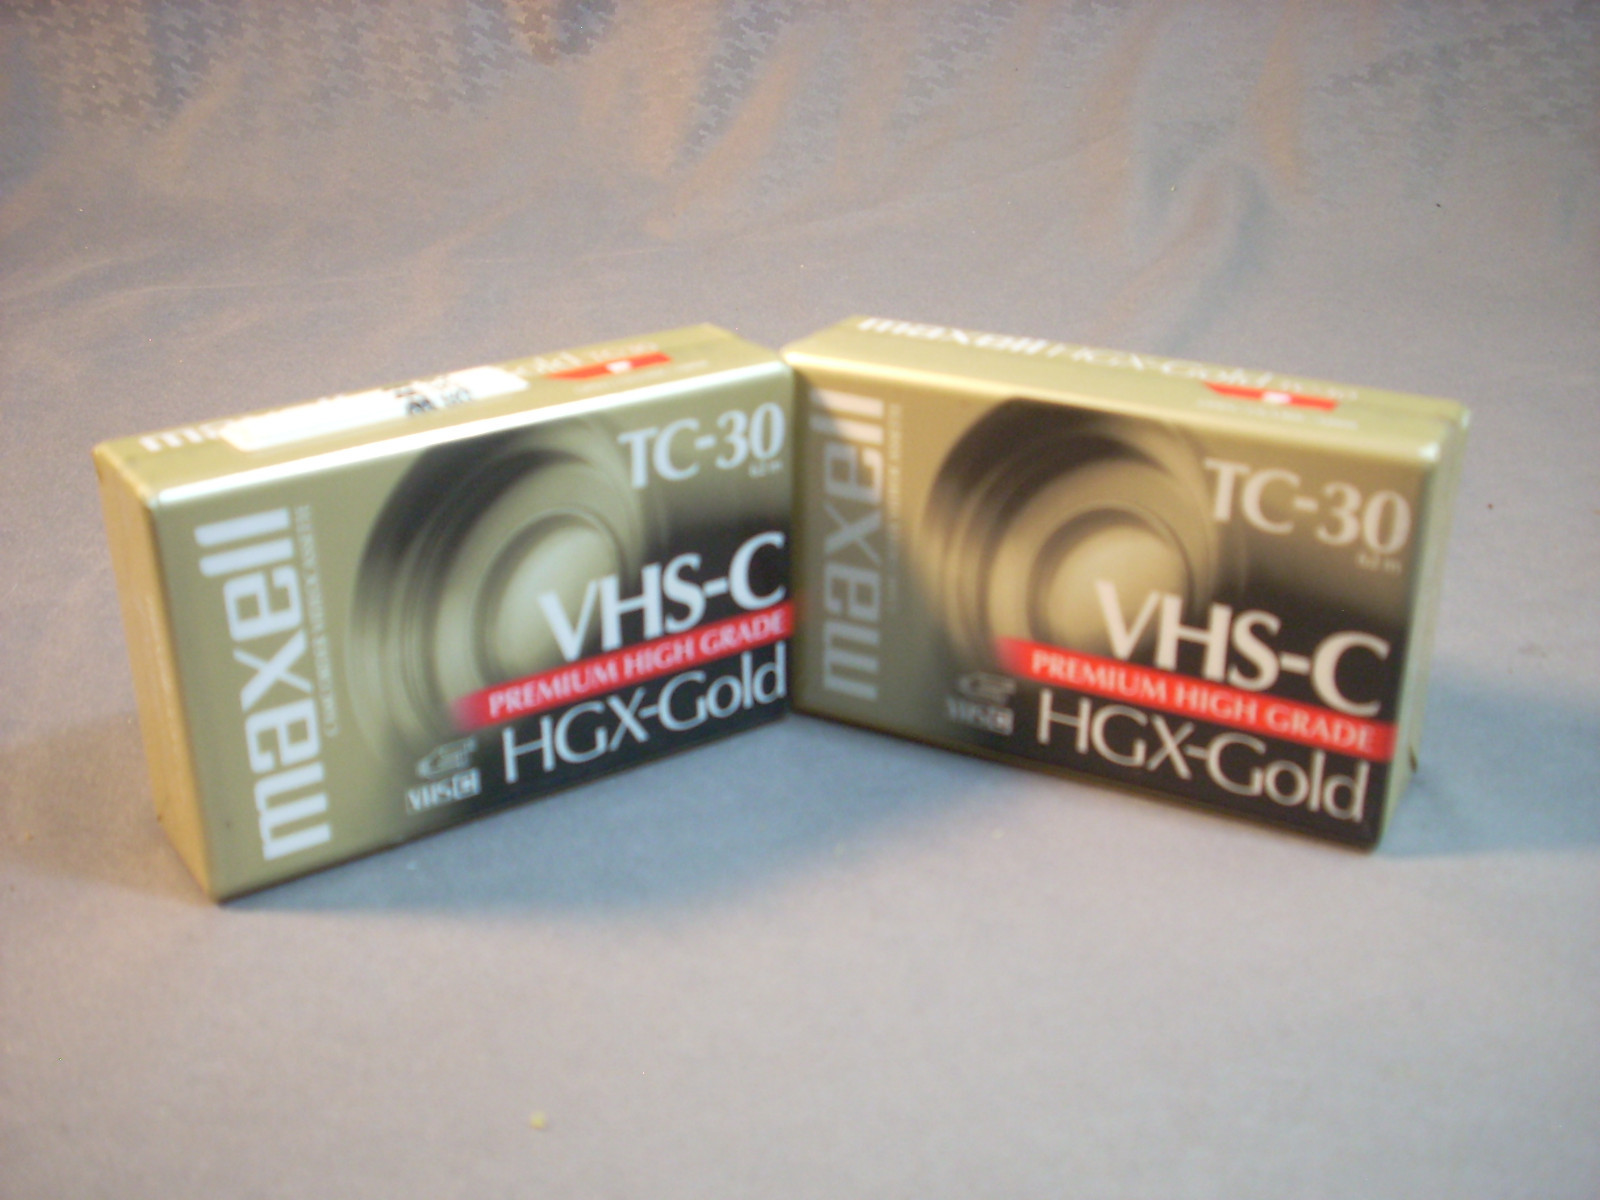 maxell
TC-30
VHS-C
PREMIUM HIGH GRADE
HGX-Gold
VHS C
maxell HGX-Gold
maxell
TC-30
VHS-C
PREMIUM HIGH GRADE
HGX-Gold
VHS C